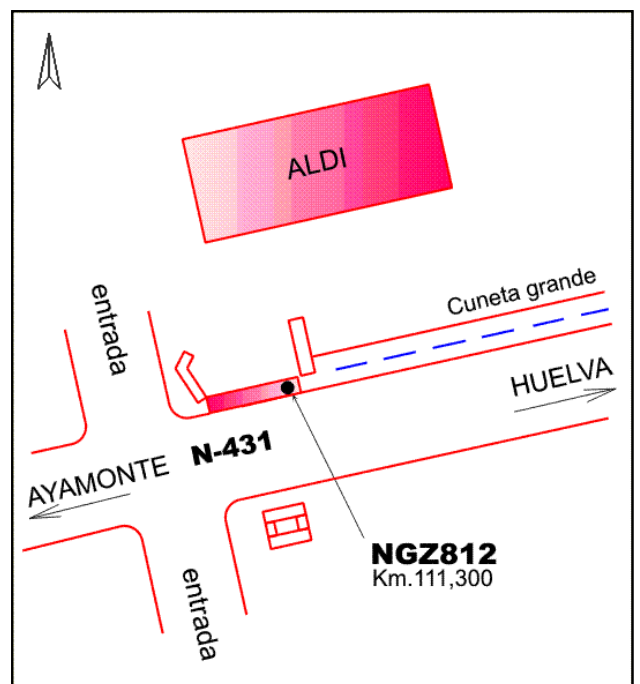 ALDI
entrada
Cuneta grande
HUELVA
N-431
AYAMONTE
NGZ812
Km.111,300
entrada